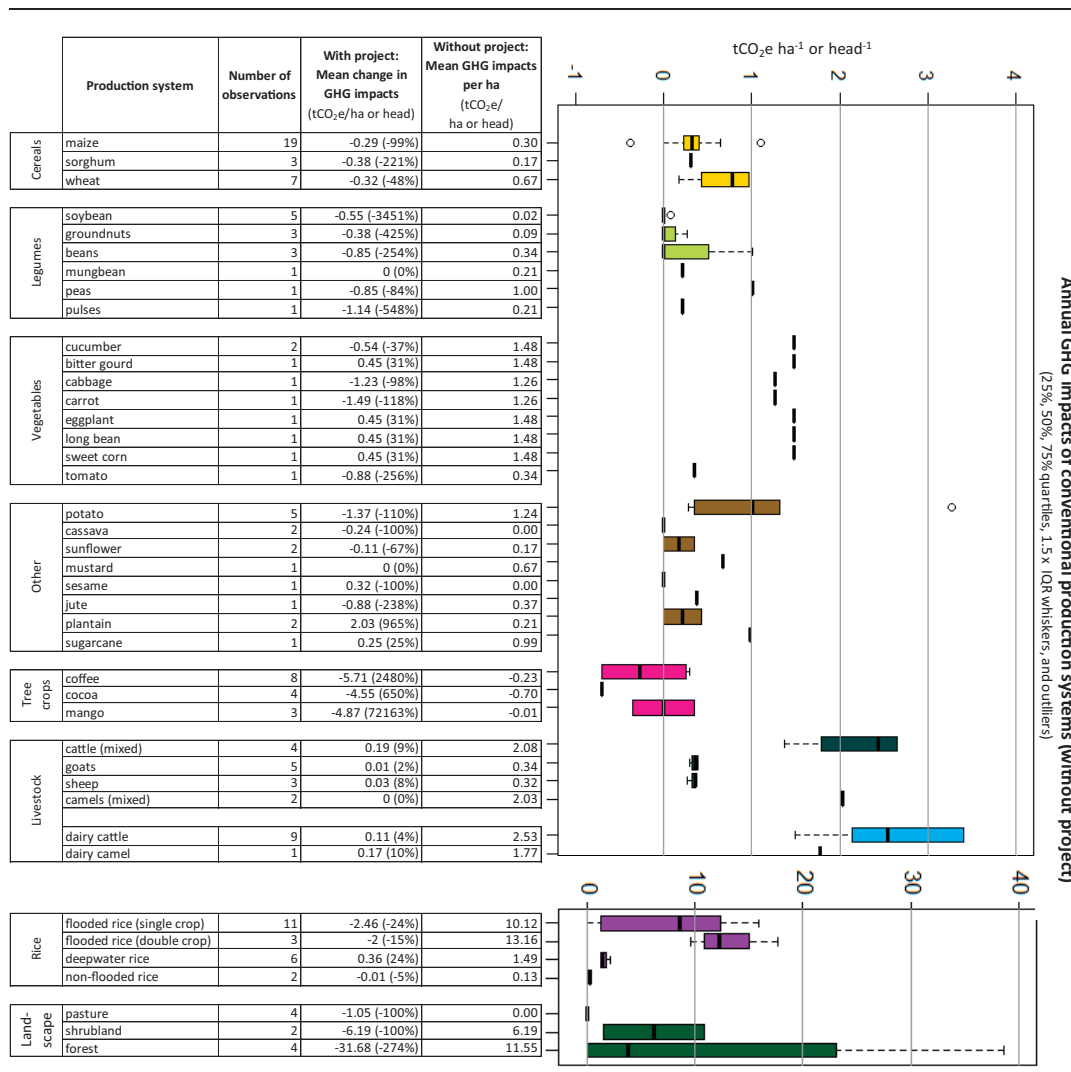 tCO2e ha-1 or head-1
-1 0 1 2 3 4
Production system
Number of
observations
With project:
Mean change in
GHG impacts
(tCO2e/ha or head)
Without project:
Mean GHG impacts
per ha
(tCO2e/
ha or head)
Cereals
maize 19 -0.29 (-99%) 0.30
sorghum 3 -0.38 (-221%) 0.17
wheat 7 -0.32 (-48%) 0.67
Legumes
soybean 5 -0.55 (-3451%) 0.02
groundnuts 3 -0.38 (-425%) 0.09
beans 3 -0.85 (-254%) 0.34
mungbean 1 0 (0%) 0.21
peas 1 -0.85 (-84%) 1.00
pulses 1 -1.14 (-548%) 0.21
Vegetables
cucumber 2 -0.54 (-37%) 1.48
bitter gourd 1 0.45 (31%) 1.48
cabbage 1 -1.23 (-98%) 1.26
carrot 1 -1.49 (-118%) 1.26
eggplant 1 0.45 (31%) 1.48
long bean 1 0.45 (31%) 1.48
sweet corn 1 0.45 (31%) 1.48
tomato 1 -0.88 (-256%) 0.34
Other
potato 5 -1.37 (-110%) 1.24
cassava 2 -0.24 (-100%) 0.00
sunflower 2 -0.11 (-67%) 0.17
mustard 1 0 (0%) 0.67
sesame 1 0.32 (-100%) 0.00
jute 1 -0.88 (-238%) 0.37
plantain 2 2.03 (965%) 0.21
sugarcane 1 0.25 (25%) 0.99
Tree
crops
coffee 8 -5.71 (2480%) -0.23
cocoa 4 -4.55 (650%) -0.70
mango 3 -4.87 (72163%) -0.01
Livestock
cattle (mixed) 4 0.19 (9%) 2.08
goats 5 0.01 (2%) 0.34
sheep 3 0.03 (8%) 0.32
camels (mixed) 2 0 (0%) 2.03
dairy cattle 9 0.11 (4%) 2.53
dairy camel 1 0.17 (10%) 1.77
0 10 20 30 40
Rice
flooded rice (single crop) 11 -2.46 (-24%) 10.12
flooded rice (double crop) 3 -2 (-15%) 13.16
deepwater rice 6 0.36 (24%) 1.49
non-flooded rice 2 -0.01 (-5%) 0.13
Land-
scape
pasture 4 -1.05 (-100%) 0.00
shrubland 2 -6.19 (-100%) 6.19
forest 4 -31.68 (-274%) 11.55
Annual GHG impacts of conventional production systems (without project)
(25%, 50%, 75% quartiles, 1.5 x IQR whiskers, and outlliers)